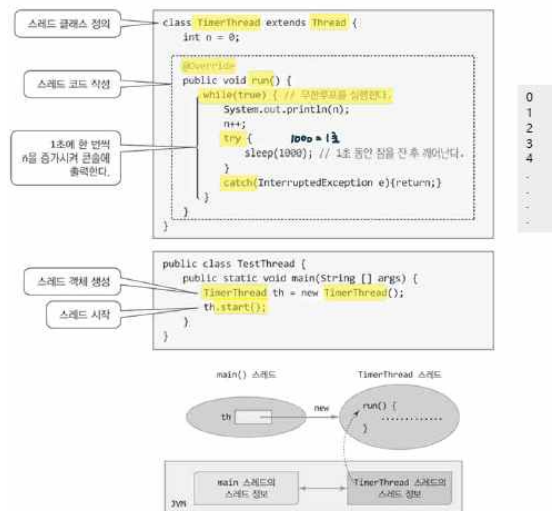 스레드 클래스 정의
class TimerThread extends Thread {
int n = 0;
@Override
스레드 코드 작성
public void run() {
while(true) { // 무한루프를 실행한다.
System.out.println(n);
n++;
1초에 한 번씩
n을 증가시켜 콘솔에
출력한다.
try {
1000 = 1초
sleep(1000); // 1초 동안 잠을 잔 후 깨어난다.
}
catch(InterruptedException e){return;}
}
}
}
0
1
2
3
4
.
.
.
.
public class TestThread {
public static void main(String [] args) {
스레드 객체 생성
TimerThread th = new TimerThread();
스레드 시작
th.start();
}
}
main() 스레드
TimerThread 스레드
th
new
run() {
..............
}
main 스레드의
스레드 정보
TimerThread 스레드의
스레드 정보
JVM